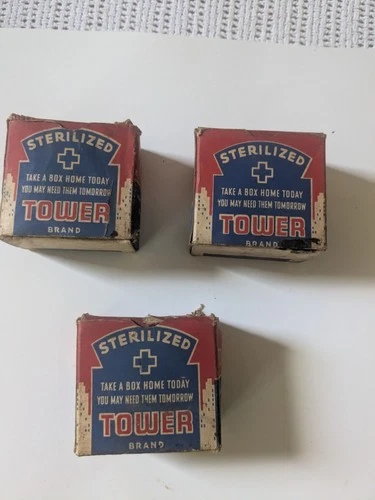 STERILIZED
TAKE A BOX HOME TODAY
YOU MAY NEED THEM TOMORROW
TOWER
BRAND
STERILIZED
TAKE A BOX HOME TODAY
YOU MAY NEED THEM TOMORROW
TOWER
BRAND
STERILIZED
TAKE A BOX HOME TODAY
YOU MAY NEED THEM TOMORROW
TOWER
BRAND